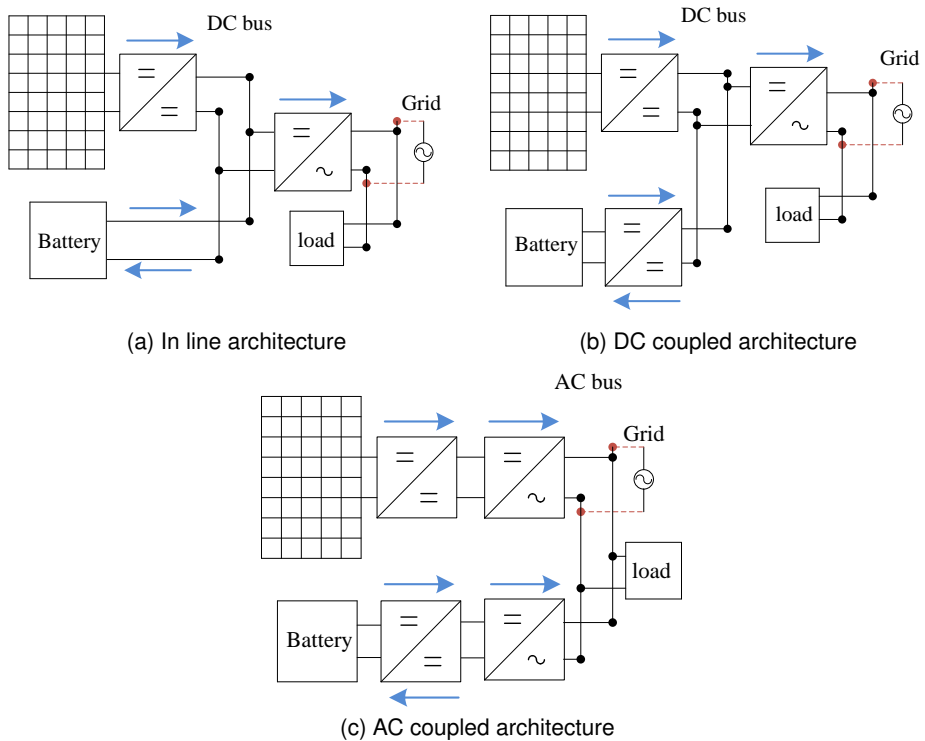 DC bus
Grid
Battery
load
(a) In line architecture
DC bus
Grid
Battery
load
(b) DC coupled architecture
AC bus
Grid
load
Battery
(c) AC coupled architecture